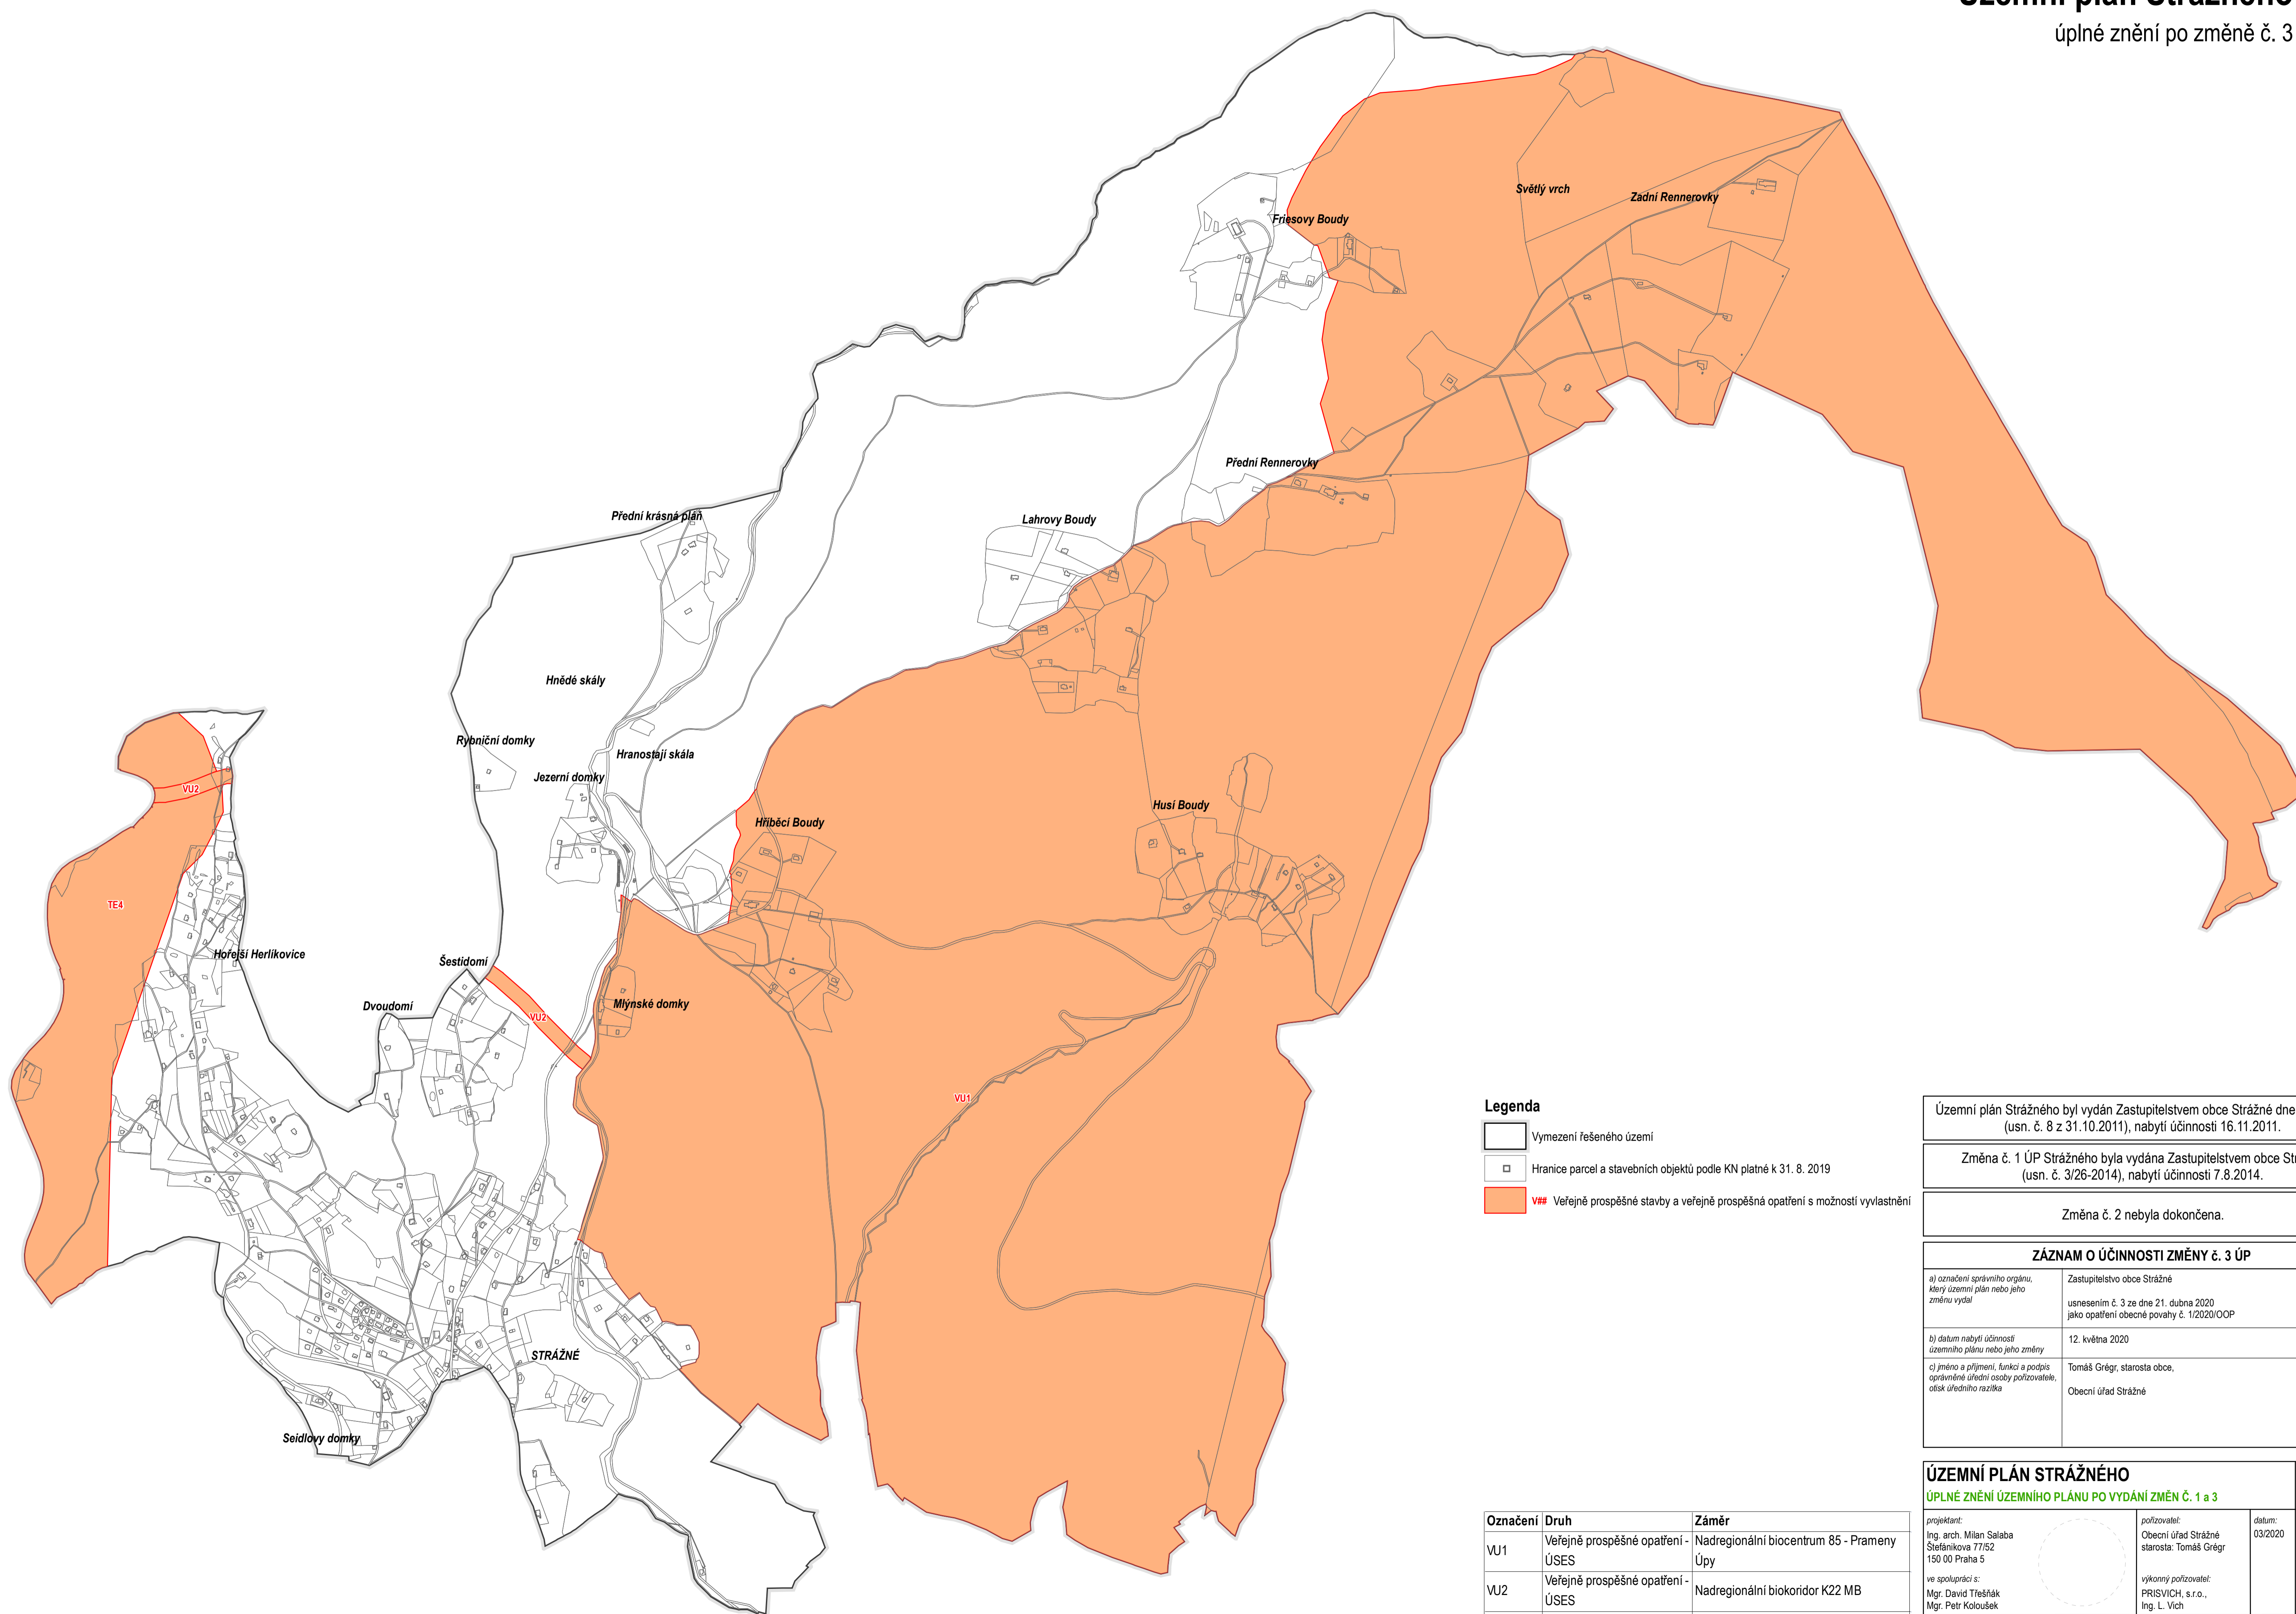 úplné znění po změně č. 3
Světlý vrch
Zadní Rennerovky
Friesovy Boudy
Přední Rennerovky
Přední krásná pláň
Lahrovy Boudy
Hnědé skály
Rybniční domky
Hranostají skála
Jezerní domky
VU2
Husí Boudy
Hříběcí Boudy
TE4
Hořejší Herlíkovice
Šestidomí
Dvoudomí
Mlýnské domky
VU2
VU1
STRÁŽNÉ
Seidlovy domky
Legenda
Vymezení řešeného území
Hranice parcel a stavebních objektů podle KN platné k 31. 8. 2019
V## Veřejně prospěšné stavby a veřejně prospěšná opatření s možností vyvlastnění
Územní plán Strážného byl vydán Zastupitelstvem obce Strážné dne
(usn. č. 8 z 31.10.2011), nabytí účinnosti 16.11.2011.
Změna č. 1 ÚP Strážného byla vydána Zastupitelstvem obce
(usn. č. 3/26-2014), nabytí účinnosti 7.8.2014.
Změna č. 2 nebyla dokončena.
ZÁZNAM O ÚČINNOSTI ZMĚNY č. 3 ÚP
a) označení správního orgánu,
který územní plán nebo jeho
změnu vydal
Zastupitelstvo obce Strážné
usnesením č. 3 ze dne 21. dubna 2020
jako opatření obecné povahy č. 1/2020/OOP
b) datum nabytí účinnosti
územního plánu nebo jeho změny
12. května 2020
c) jméno a příjmení, funkci a podpis
oprávněné úřední osoby pořizovatele,
otisk úředního razítka
Tomáš Grégr, starosta obce,
Obecní úřad Strážné
ÚZEMNÍ PLÁN STRÁŽNÉHO
ÚPLNÉ ZNĚNÍ ÚZEMNÍHO PLÁNU PO VYDÁNÍ ZMĚN Č. 1 a 3
projektant:
Ing. arch. Milan Salaba
Štefánikova 77/52
150 00 Praha 5
ve spolupráci s:
Mgr. David Třešňák
Mgr. Petr Koloušek
pořizovatel:
Obecní úřad Strážné
starosta: Tomáš Grégr
výkonný pořizovatel:
PRISVICH, s.r.o.,
Ing. L. Vich
datum:
03/2020
Označení Druh Záměr
VU1 Veřejně prospěšné opatření - ÚSES Nadregionální biocentrum 85 - Prameny Úpy
VU2 Veřejně prospěšné opatření - ÚSES Nadregionální biokoridor K22 MB